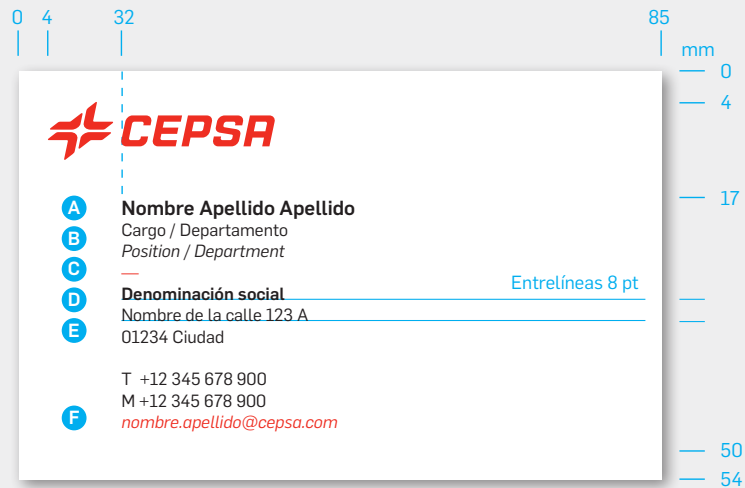 0 4 32 85
mm
0
4
CEPSA
17
A
Nombre Apellido Apellido
B
Cargo / Departamento
Position / Department
C
—
Entrelíneas 8 pt
D
Denominación social
Nombre de la calle 123 A
E
01234 Ciudad
T +12 345 678 900
M +12 345 678 900
F
nombre.apellido@cepsa.com
50
54